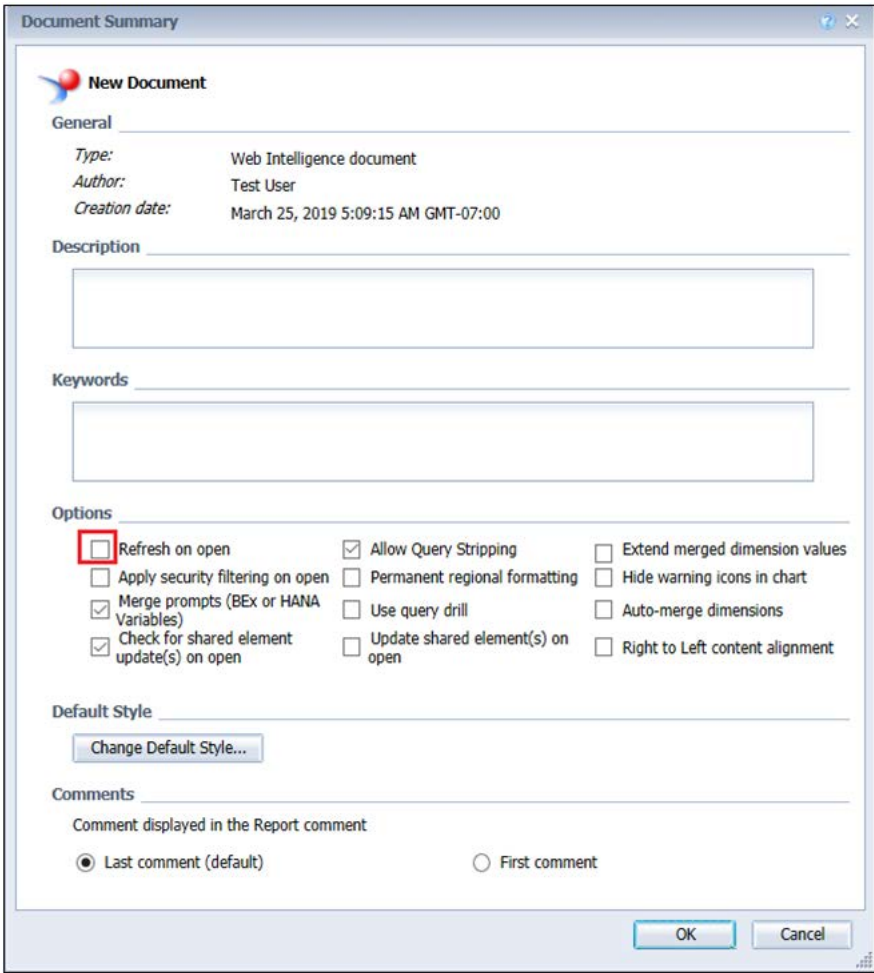 Document Summary
New Document
General
Type: Web Intelligence document
Author: Test User
Creation date: March 25, 2019 5:09:15 AM GMT-07:00
Description
Keywords
Options
Refresh on open Allow Query Stripping Extend merged dimension values
Apply security filtering on open Permanent regional formatting Hide warning icons in chart
Merge prompts (BEx or HANA
Variables) Use query drill Auto-merge dimensions
Check for shared element
update(s) on open Update shared element(s) on
open Right to Left content alignment
Default Style
Change Default Style...
Comments
Comment displayed in the Report comment
Last comment (default) First comment
OK Cancel